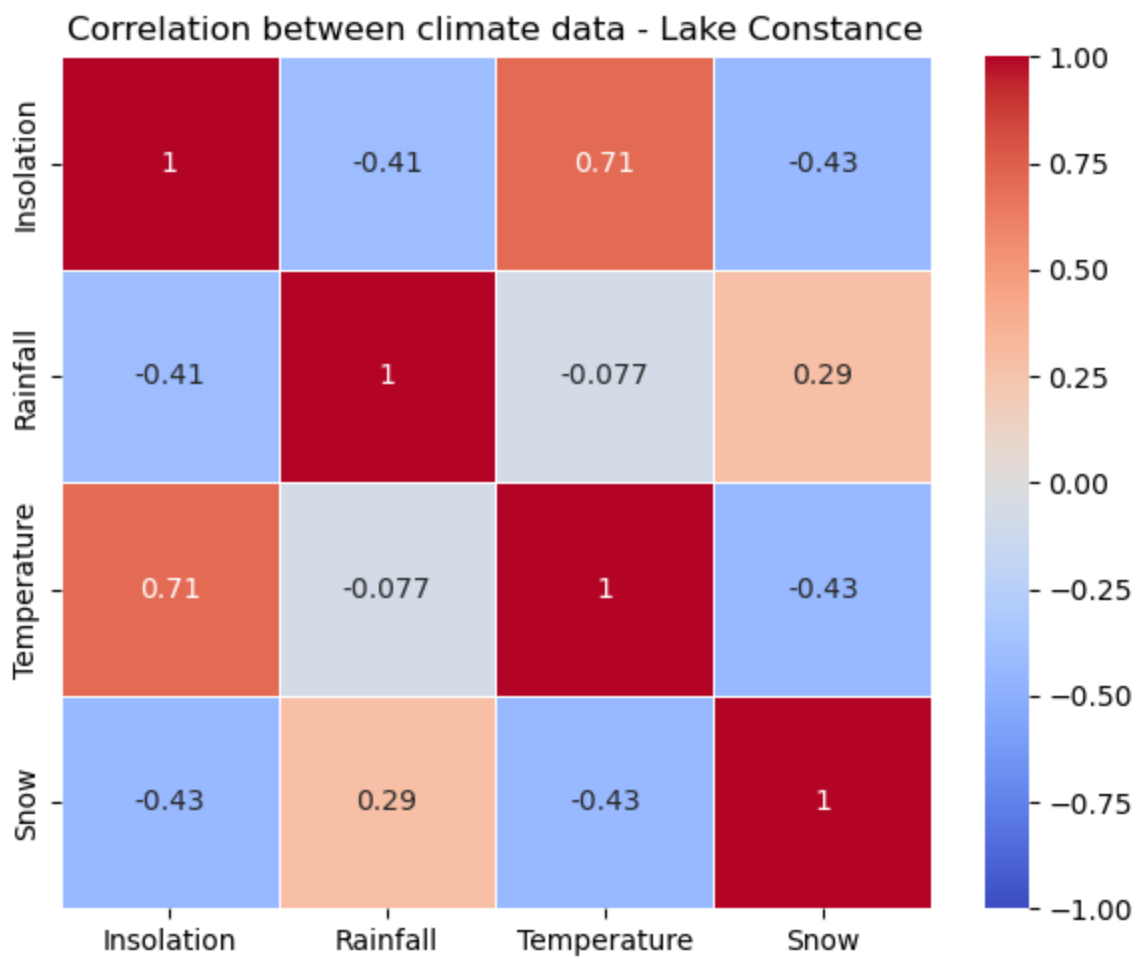 Correlation between climate data - Lake Constance
Insolation 1 -0.41 0.71 -0.43
Rainfall -0.41 1 -0.077 0.29
Temperature 0.71 -0.077 1 -0.43
Snow -0.43 0.29 -0.43 1
Insolation Rainfall Temperature Snow
1.00
0.75
0.50
0.25
0.00
−0.25
−0.50
−0.75
−1.00